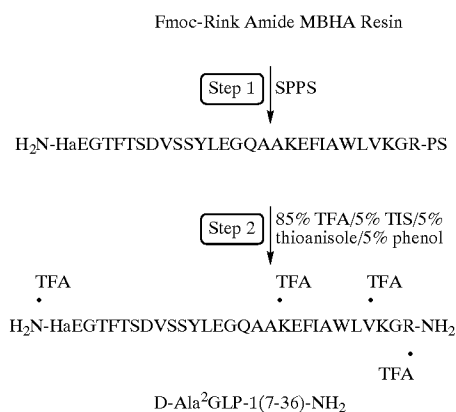 Fmoc-Rink Amide MBHA Resin
Step 1 SPPS
H₂N-HaEGTFTSDVSSYLEGQAAKEFIAWLVKGR-PS
Step 2 85% TFA/5% TIS/5%
thioanisole/5% phenol
TFA TFA TFA
H₂N-HaEGTFTSDVSSYLEGQAAKEFIAWLVKGR-NH₂
TFA
D-Ala²GLP-1(7-36)-NH₂